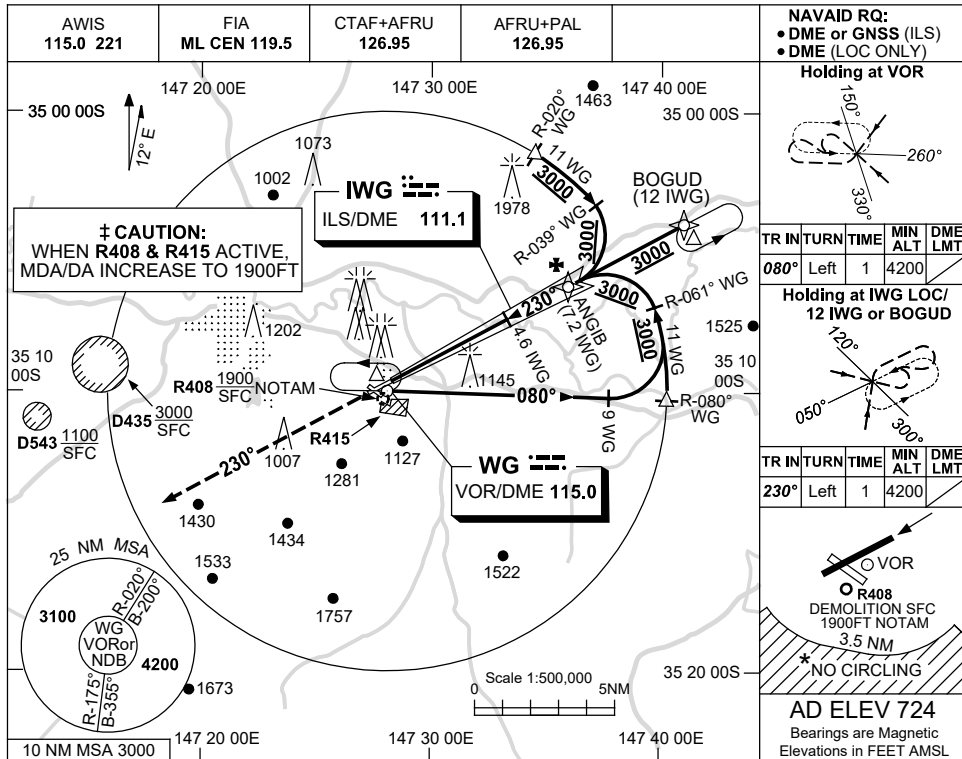 AWIS
115.0 221
FIA
ML CEN 119.5
CTAF+AFRU
126.95
AFRU+PAL
126.95
NAVAID RQ:
• DME or GNSS (ILS)
• DME (LOC ONLY)
147 20 00E
147 30 00E
147 40 00E
35 00 00S
12° E
1463
R-020°
WG
11 WG
3000
1073
1002
1978
IWG
ILS/DME 111.1
BOGUD
(12 IWG)
R-039° WG
3000
3000
‡ CAUTION:
WHEN R408 & R415 ACTIVE,
MDA/DA INCREASE TO 1900FT
230°
3000
ANGIB
(7.2 IWG)
4.6 IWG
R-061° WG
3000
11 WG
1202
1525
35 10
00S
35 10
00S
1145
R408 1900
SFC
NOTAM
080°
9 WG
R-080°
WG
D435 3000
SFC
D543 1100
SFC
R415
230°
1007
1127
1281
WG
VOR/DME 115.0
1430
1434
1533
1522
1757
25 NM MSA
R-020°
B-200°
3100
WG
VORor
NDB
4200
R-175°
B-355°
1673
10 NM MSA 3000
Scale 1:500,000
0
5NM
35 20 00S
147 20 00E
147 30 00E
147 40 00E
Holding at VOR
150°
260°
330°
TR IN TURN TIME MIN ALT DME LMT
080° Left 1 4200
Holding at IWG LOC/
12 IWG or BOGUD
120°
050°
300°
TR IN TURN TIME MIN ALT DME LMT
230° Left 1 4200
VOR
R408
DEMOLITION SFC
1900FT NOTAM
3.5 NM
* NO CIRCLING
AD ELEV 724
Bearings are Magnetic
Elevations in FEET AMSL